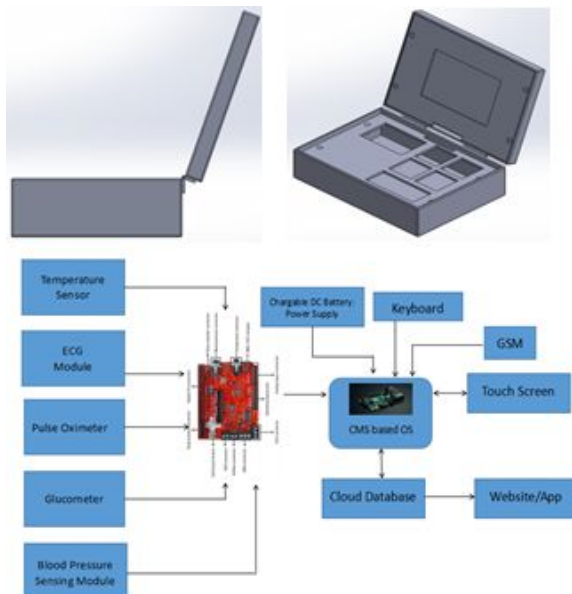 Temperature
Sensor
ECG
Module
Pulse Oximeter
Glucometer
Blood Pressure
Sensing Module
Chargable DC Battery:
Power Supply
Keyboard
GSM
Touch Screen
CMS based OS
Cloud Database
Website/App